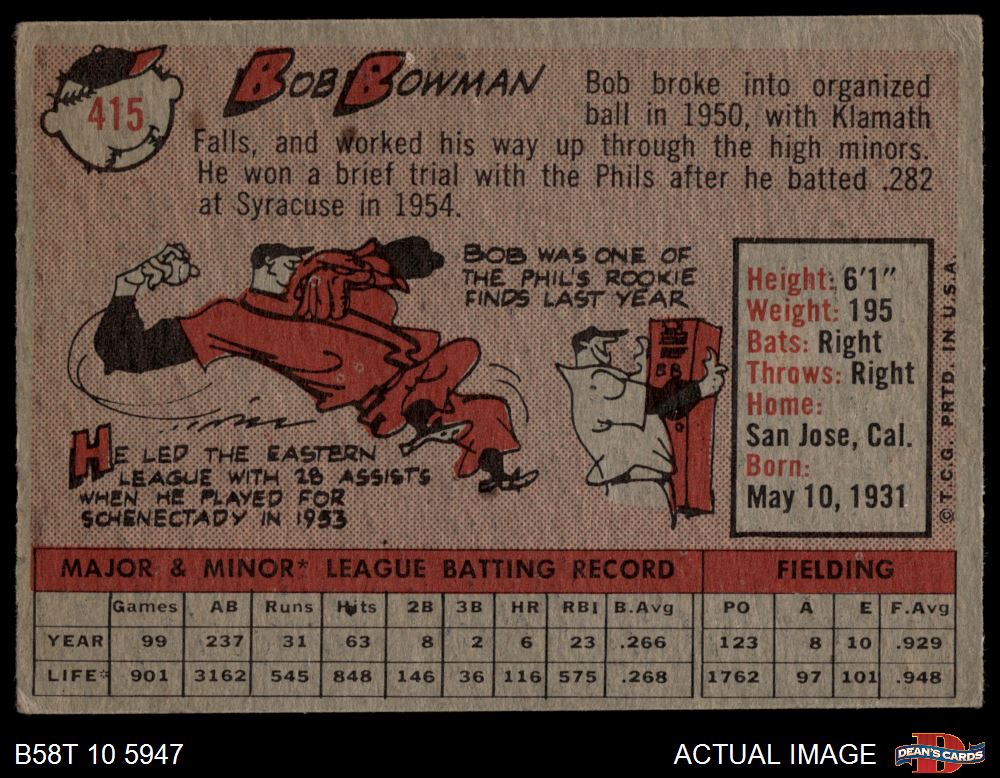 415
BOB BOWMAN
Bob broke into organized
ball in 1950, with Klamath
Falls, and worked his way up through the high minors.
He won a brief trial with the Phils after he batted .282
at Syracuse in 1954.
BOB WAS ONE OF
THE PHIL'S ROOKIE
FINDS LAST YEAR
HE LED THE EASTERN
LEAGUE WITH 28 ASSISTS
WHEN HE PLAYED FOR
SCHENECTADY IN 1953
Height: 6'1"
Weight: 195
Bats: Right
Throws: Right
Home:
San Jose, Cal.
Born:
May 10, 1931
© T.C.G. PRTD. IN U.S.A.
MAJOR & MINOR* LEAGUE BATTING RECORD FIELDING
Games AB Runs Hits 2B 3B HR RBI B.Avg PO A E F.Avg
YEAR 99 237 31 63 8 2 6 23 .266 123 8 10 .929
LIFE* 901 3162 545 848 146 36 116 575 .268 1762 97 101 .948
B58T 10 5947
ACTUAL IMAGE
DEAN'S CARDS